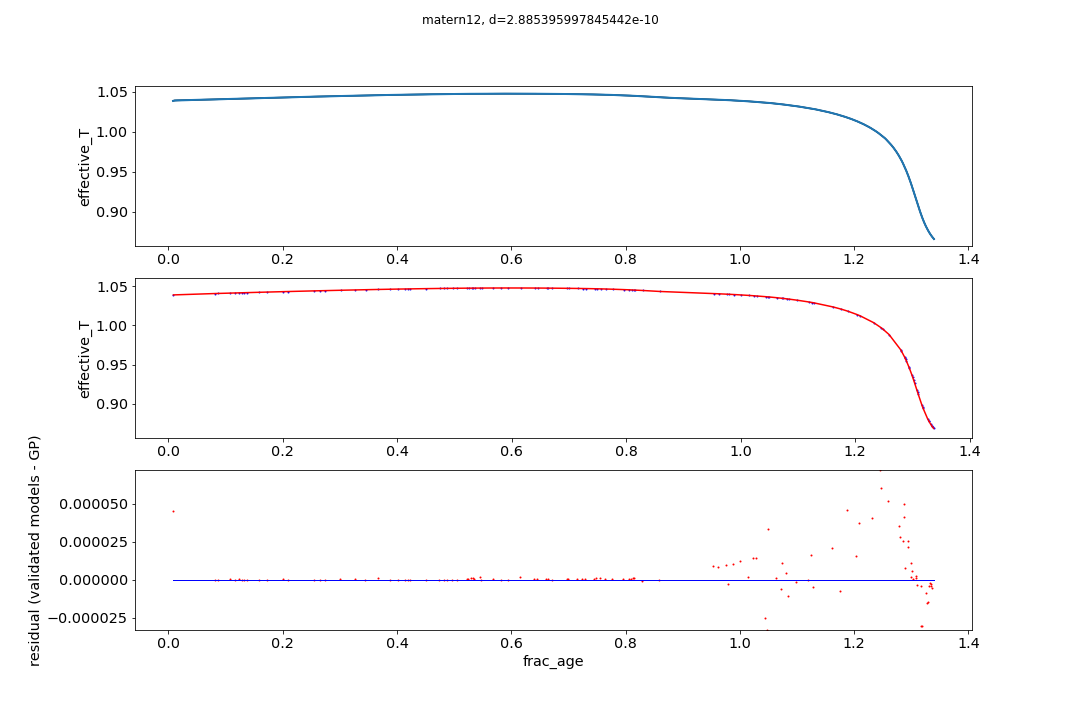 matern12, d=2.885395997845442e-10
effective_T
1.05
1.00
0.95
0.90
0.0 0.2 0.4 0.6 0.8 1.0 1.2 1.4
effective_T
1.05
1.00
0.95
0.90
0.0 0.2 0.4 0.6 0.8 1.0 1.2 1.4
residual (validated models - GP)
0.000050
0.000025
0.000000
−0.000025
0.0 0.2 0.4 0.6 0.8 1.0 1.2 1.4
frac_age